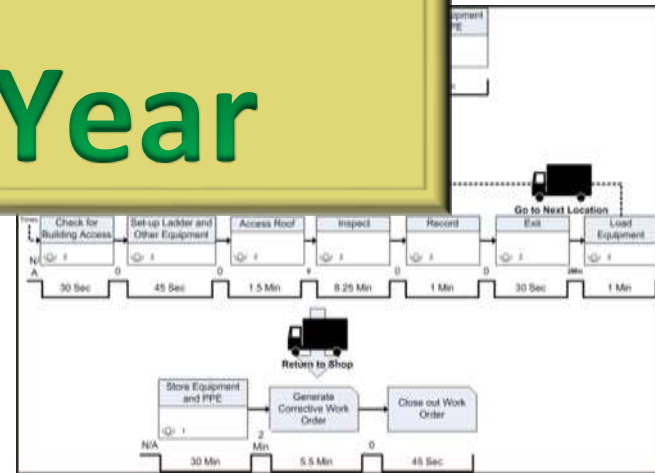 Year
Go to Next Location
Check for
Building Access
Set-up Ladder and
Other Equipment
Access Roof
Inspect
Record
Exit
Load
Equipment
N/
A
0
0
0
0
30 Sec
45 Sec
1.5 Min
8.25 Min
1 Min
30 Sec
1 Min
Return to Shop
Store Equipment
and PPE
Generate
Corrective Work
Order
Close out Work
Order
N/A
2
Min
0
30 Min
5.5 Min
45 Sec